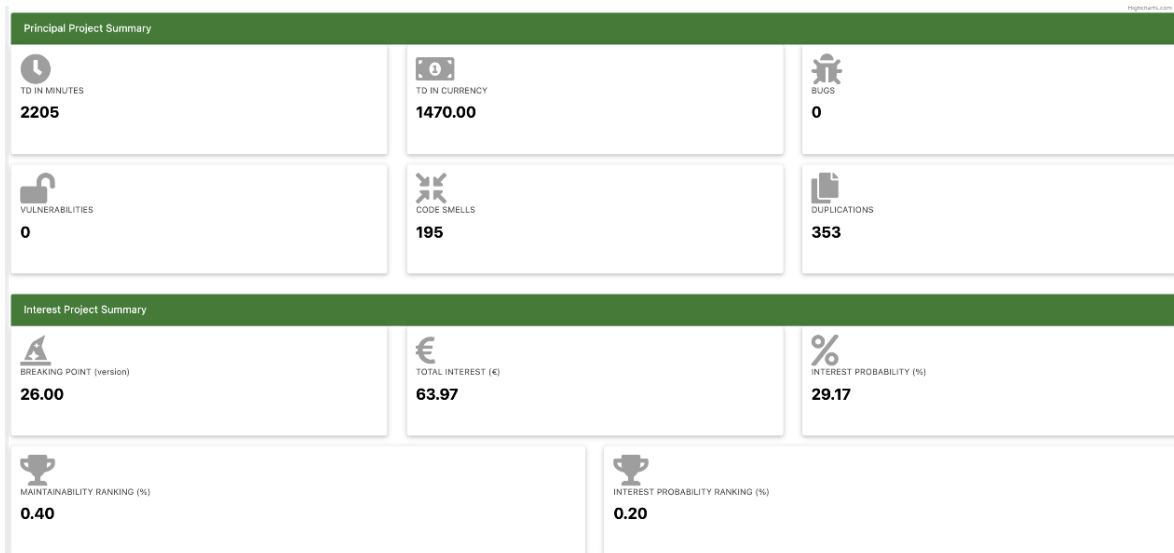 Highcharts.com
Principal Project Summary
TD IN MINUTES
2205
TD IN CURRENCY
1470.00
BUGS
0
VULNERABILITIES
0
CODE SMELLS
195
DUPLICATIONS
353
Interest Project Summary
BREAKING POINT (version)
26.00
TOTAL INTEREST (€)
63.97
INTEREST PROBABILITY (%)
29.17
MAINTAINABILITY RANKING (%)
0.40
INTEREST PROBABILITY RANKING (%)
0.20